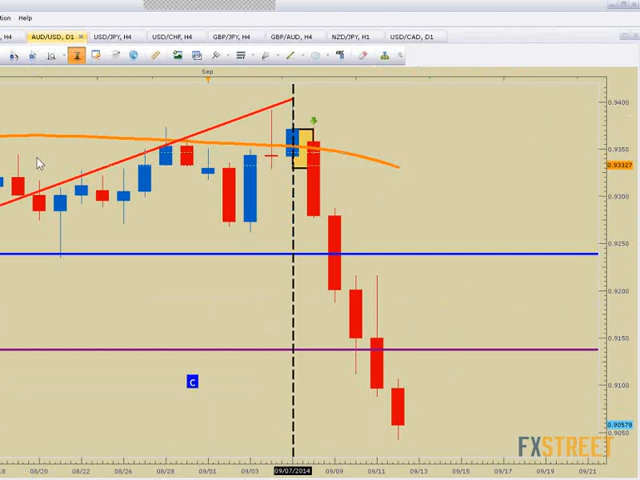 tion Help
, H4 AUD/USD, D1 USD/JPY, H4 USD/CHF, H4 GBP/JPY, H4 GBP/AUD, H4 NZD/JPY, H1 USD/CAD, D1
Sep
0.9400
0.9350
0.93327
0.9300
0.9250
0.9200
0.9150
0.9100
0.90578
0.9050
C
FXSTREET
/18 08/20 08/22 08/26 08/28 09/01 09/03 09/07/2014 09/09 09/11 09/13 09/15 09/17 09/19 09/21